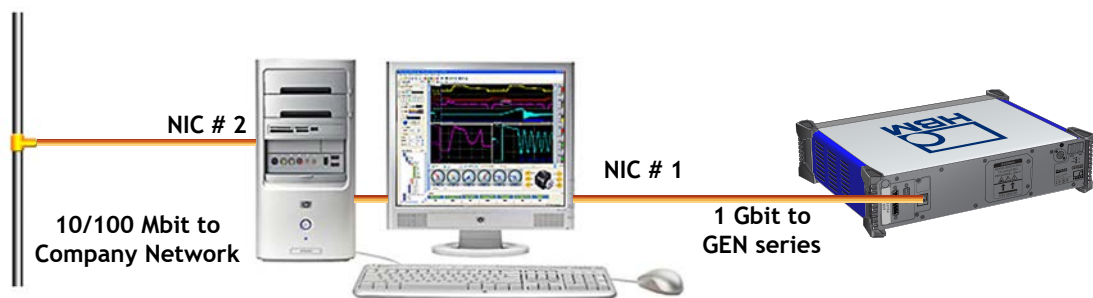 NIC # 2
10/100 Mbit to
Company Network
NIC # 1
1 Gbit to
GEN series
HBM